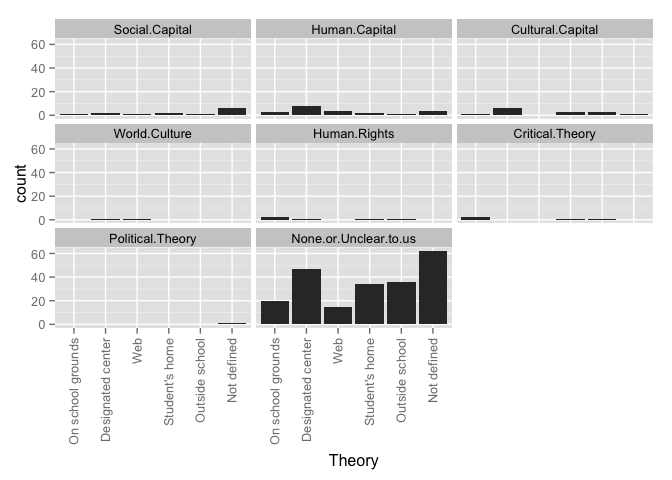 Social.Capital Human.Capital Cultural.Capital
60
40
20
0
World.Culture Human.Rights Critical.Theory
60
40
20
0
Political.Theory None.or.Unclear.to.us
60
40
20
0
count
On school grounds
Designated center
Web
Student's home
Outside school
Not defined
On school grounds
Designated center
Web
Student's home
Outside school
Not defined
Theory